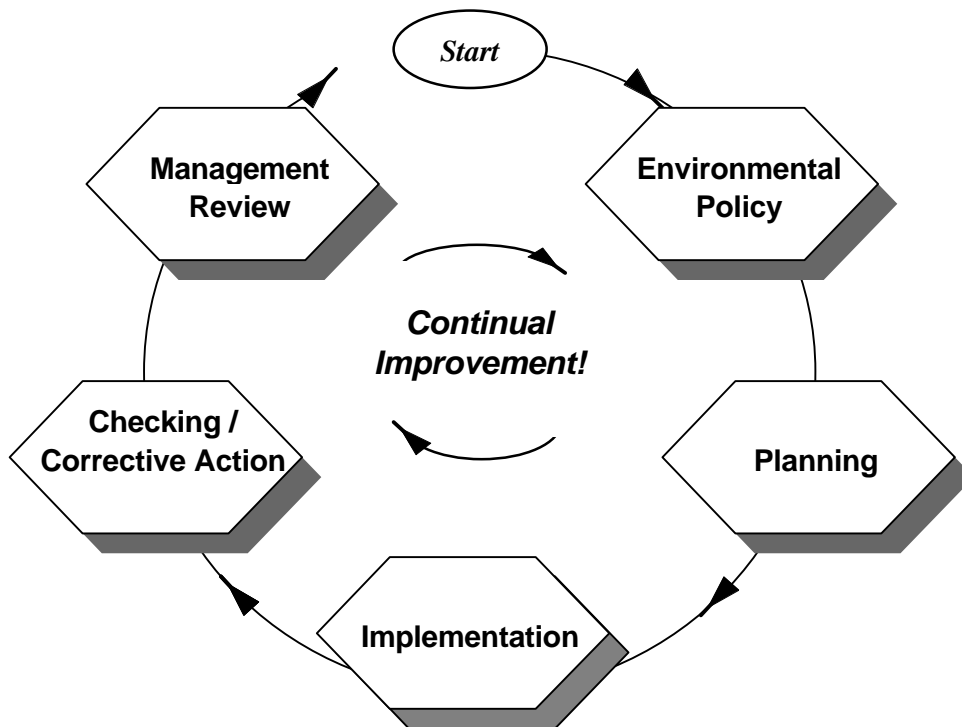 Start
Environmental
Policy
Planning
Implementation
Checking /
Corrective Action
Management
Review
Continual
Improvement!